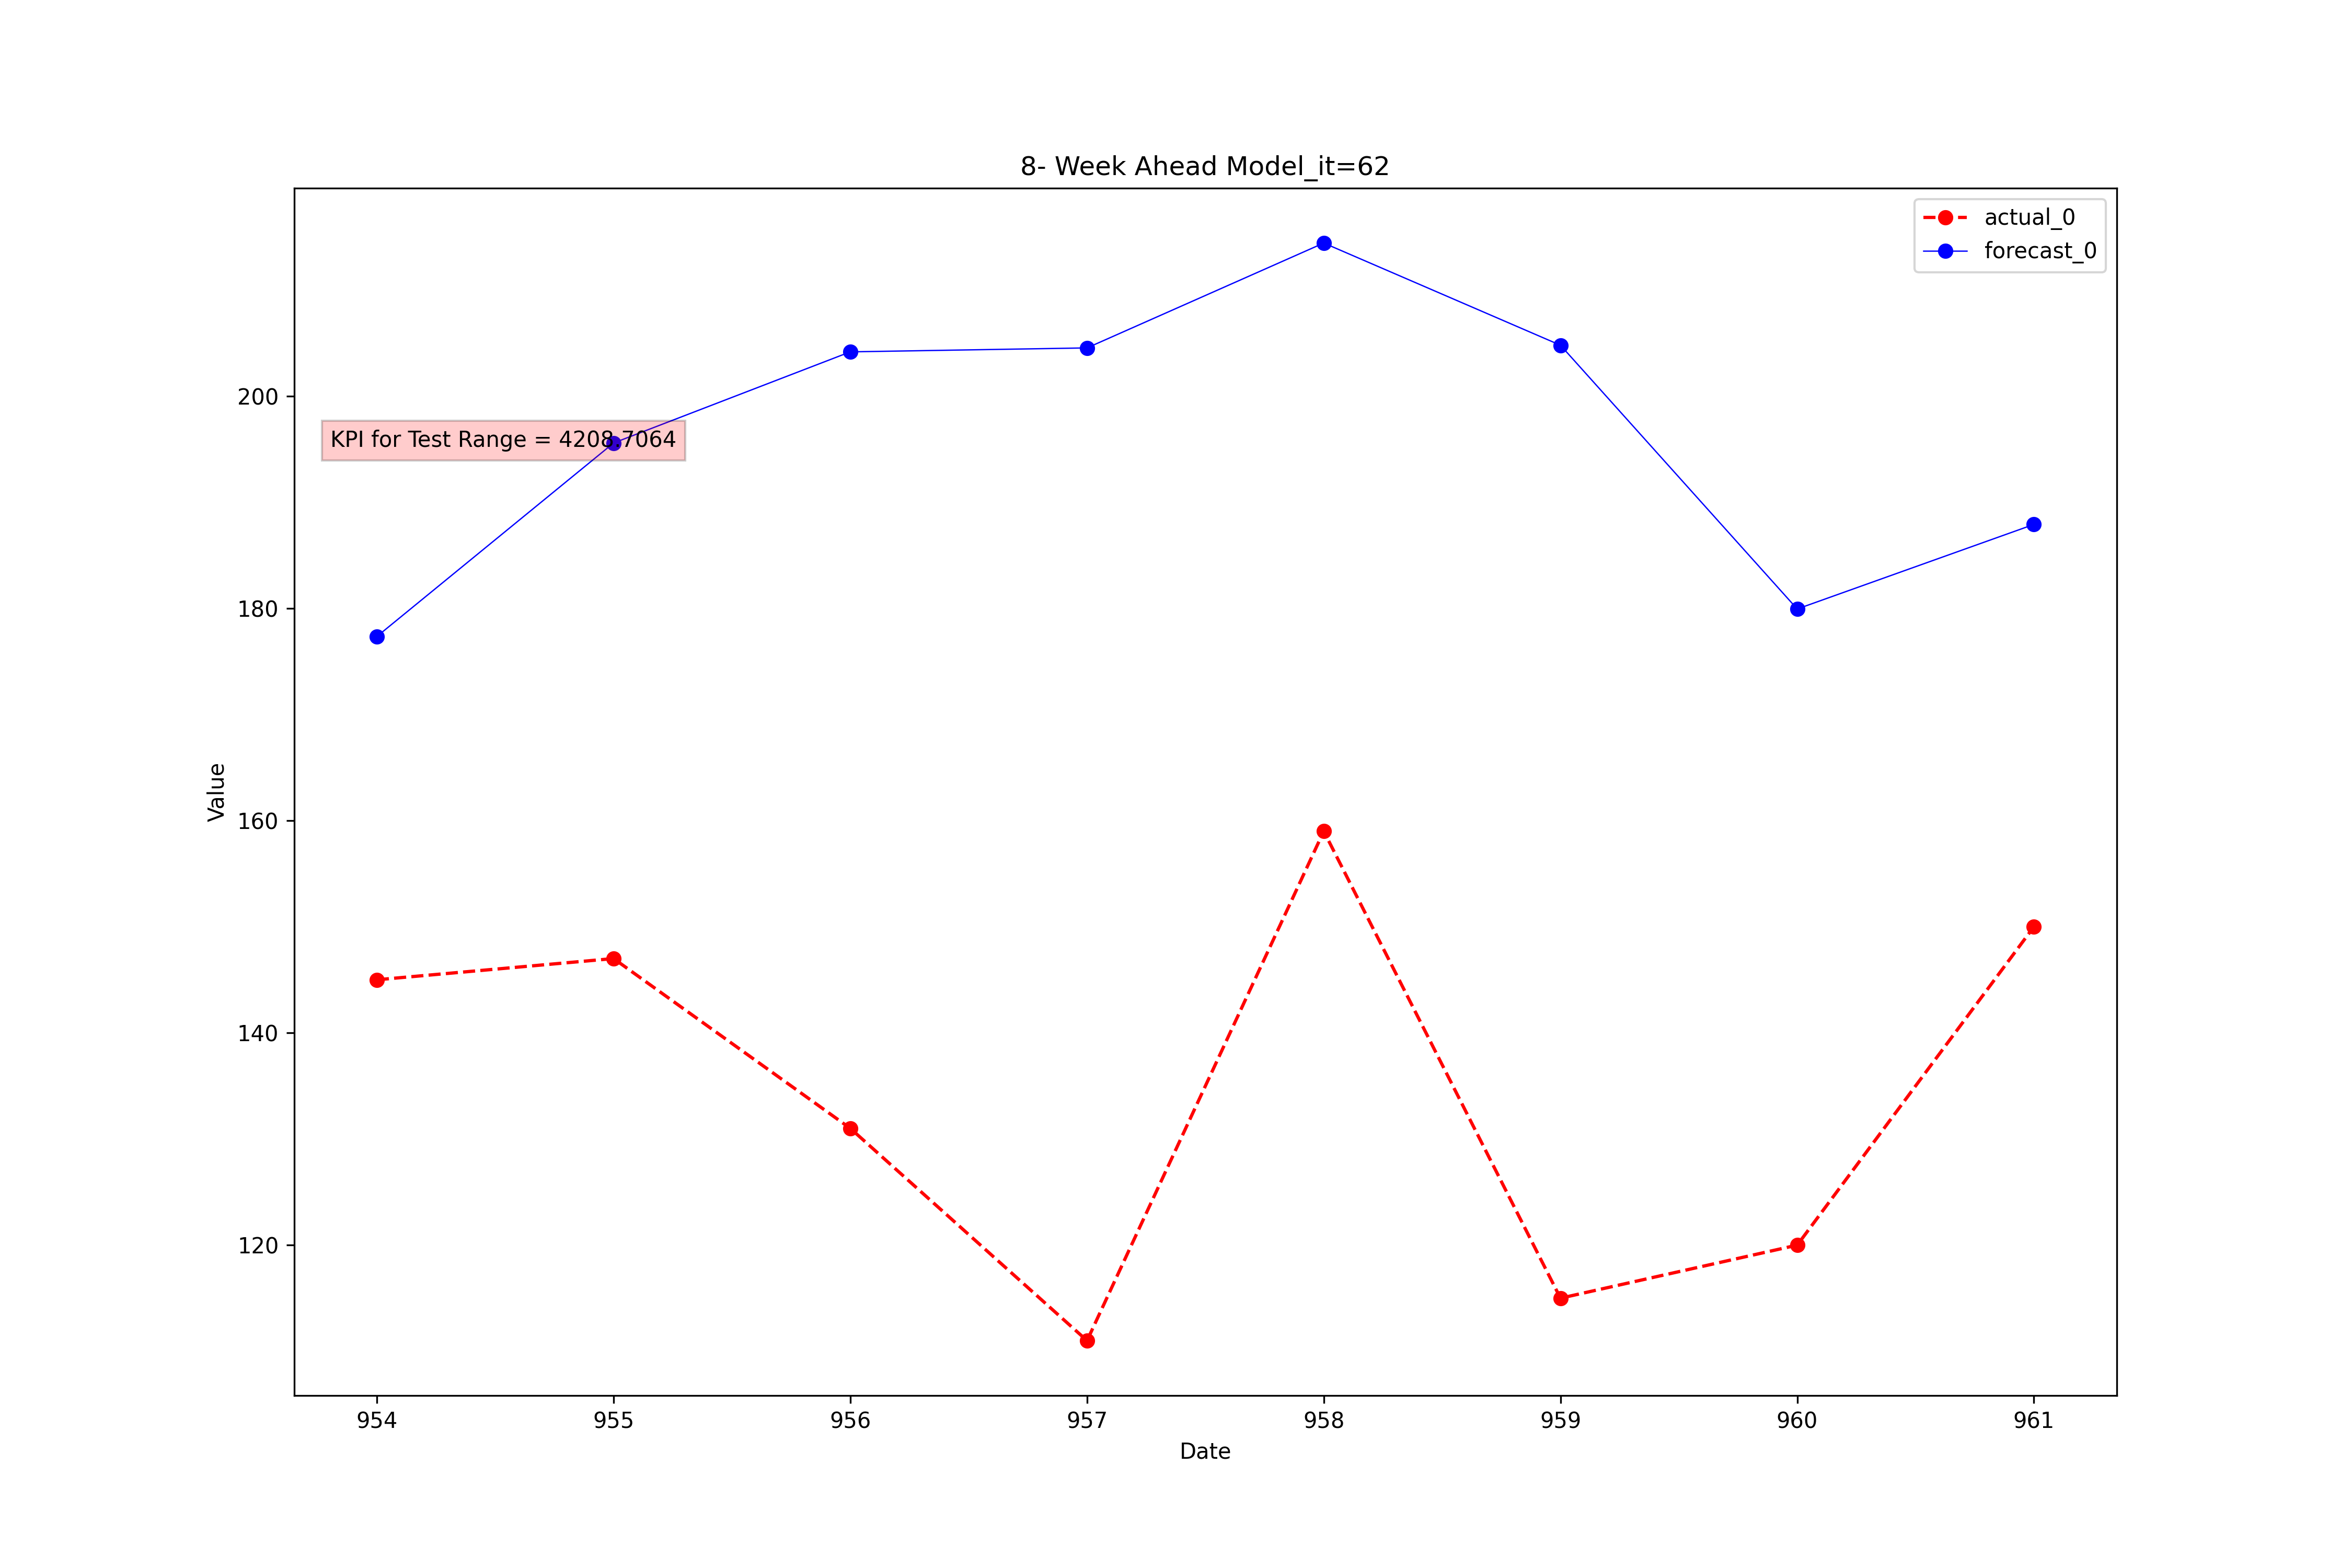 8- Week Ahead Model_it=62
actual_0
forecast_0
KPI for Test Range = 4208.7064
Value
200
180
160
140
120
954 955 956 957 958 959 960 961
Date